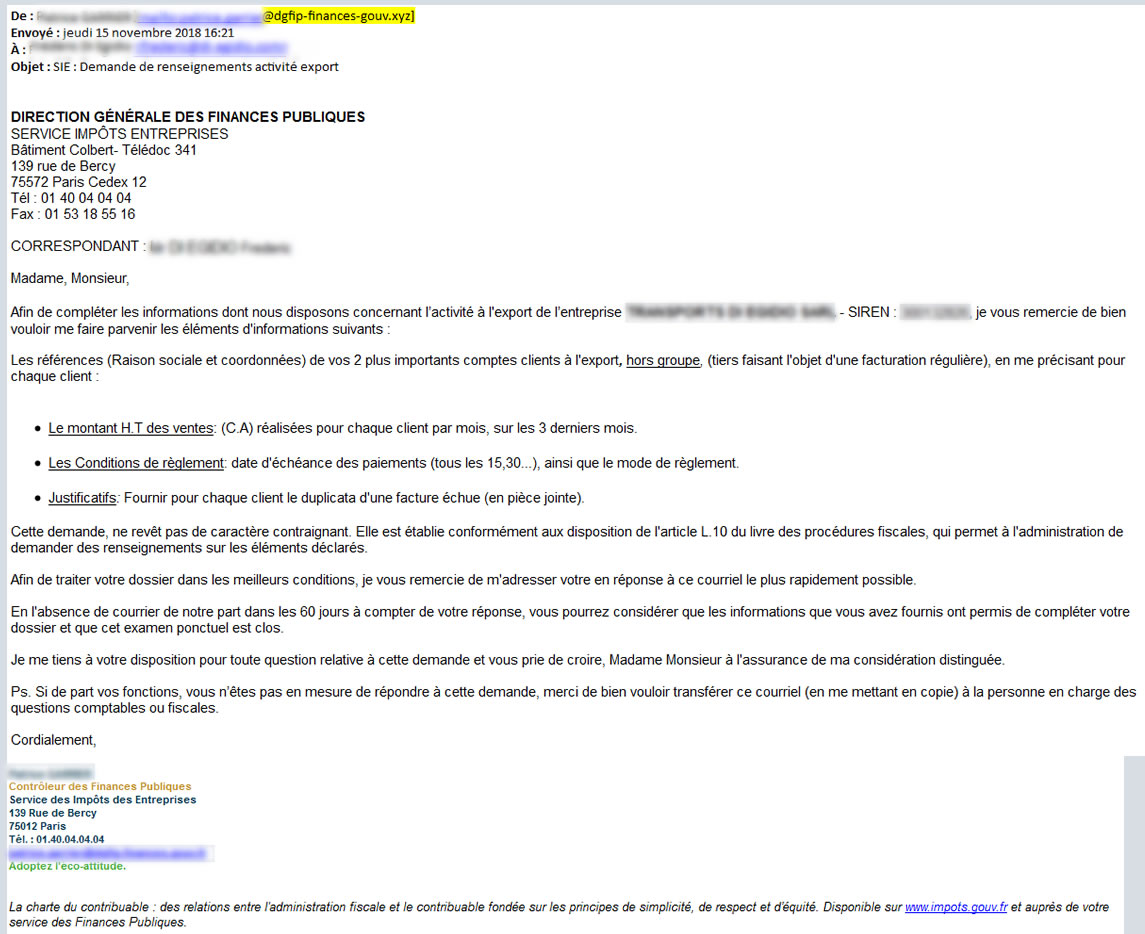 De : @dgfip-finances-gouv.xyz]
Envoyé : jeudi 15 novembre 2018 16:21
À :
Objet : SIE : Demande de renseignements activité export
DIRECTION GÉNÉRALE DES FINANCES PUBLIQUES
SERVICE IMPÔTS ENTREPRISES
Bâtiment Colbert- Télédoc 341
139 rue de Bercy
75572 Paris Cedex 12
Tél : 01 40 04 04 04
Fax : 01 53 18 55 16
CORRESPONDANT :
Madame, Monsieur,
Afin de compléter les informations dont nous disposons concernant l'activité à l'export de l'entreprise - SIREN : , je vous remercie de bien
vouloir me faire parvenir les éléments d'informations suivants :
Les références (Raison sociale et coordonnées) de vos 2 plus importants comptes clients à l'export, hors groupe, (tiers faisant l'objet d'une facturation régulière), en me précisant pour
chaque client :
• Le montant H.T des ventes: (C.A) réalisées pour chaque client par mois, sur les 3 derniers mois.
• Les Conditions de règlement: date d'échéance des paiements (tous les 15,30...), ainsi que le mode de règlement.
• Justificatifs: Fournir pour chaque client le duplicata d'une facture échue (en pièce jointe).
Cette demande, ne revêt pas de caractère contraignant. Elle est établie conformément aux disposition de l'article L.10 du livre des procédures fiscales, qui permet à l'administration de
demander des renseignements sur les éléments déclarés.
Afin de traiter votre dossier dans les meilleurs conditions, je vous remercie de m'adresser votre en réponse à ce courriel le plus rapidement possible.
En l'absence de courrier de notre part dans les 60 jours à compter de votre réponse, vous pourrez considérer que les informations que vous avez fournis ont permis de compléter votre
dossier et que cet examen ponctuel est clos.
Je me tiens à votre disposition pour toute question relative à cette demande et vous prie de croire, Madame Monsieur à l'assurance de ma considération distinguée.
Ps. Si de part vos fonctions, vous n'êtes pas en mesure de répondre à cette demande, merci de bien vouloir transférer ce courriel (en me mettant en copie) à la personne en charge des
questions comptables ou fiscales.
Cordialement,
Contrôleur des Finances Publiques
Service des Impôts des Entreprises
139 Rue de Bercy
75012 Paris
Tèl. : 01.40.04.04.04
Adoptez l'eco-attitude.
La charte du contribuable : des relations entre l'administration fiscale et le contribuable fondée sur les principes de simplicité, de respect et d'équité. Disponible sur www.impots.gouv.fr et auprès de votre
service des Finances Publiques.